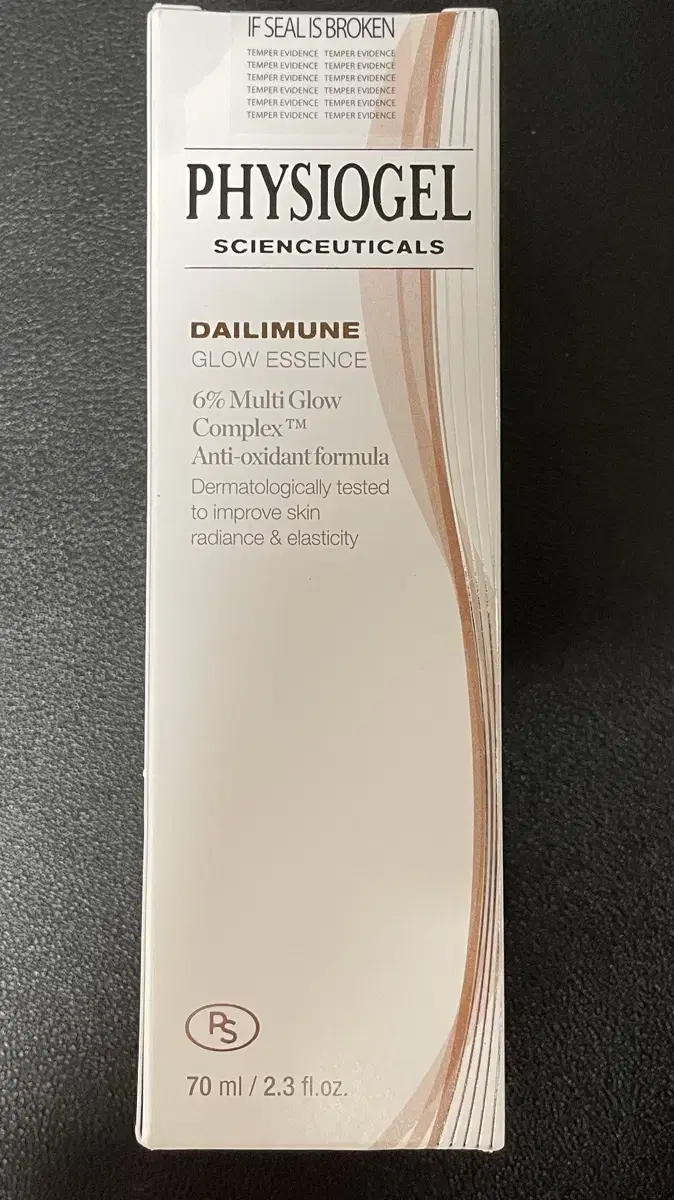 IF SEAL IS BROKEN
TEMPER EVIDENCE TEMPER EVIDENCE
TEMPER EVIDENCE TEMPER EVIDENCE
TEMPER EVIDENCE TEMPER EVIDENCE
TEMPER EVIDENCE TEMPER EVIDENCE
TEMPER EVIDENCE TEMPER EVIDENCE
TEMPER EVIDENCE TEMPER EVIDENCE
PHYSIOGEL
SCIENCEUTICALS
DAILIMUNE
GLOW ESSENCE
6% Multi Glow
Complex™
Anti-oxidant formula
Dermatologically tested
to improve skin
radiance & elasticity
PS
70 ml / 2.3 fl.oz.